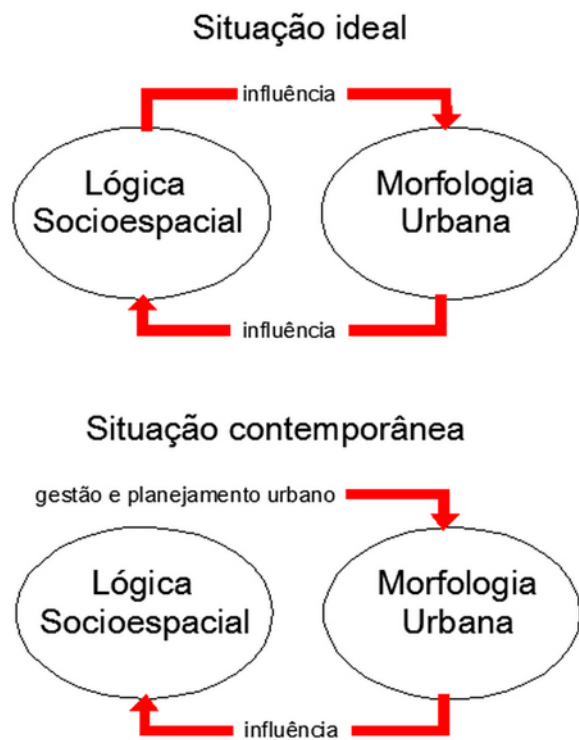 Situação ideal
influência
Lógica
Socioespacial
Morfologia
Urbana
influência
Situação contemporânea
gestão e planejamento urbano
Lógica
Socioespacial
Morfologia
Urbana
influência